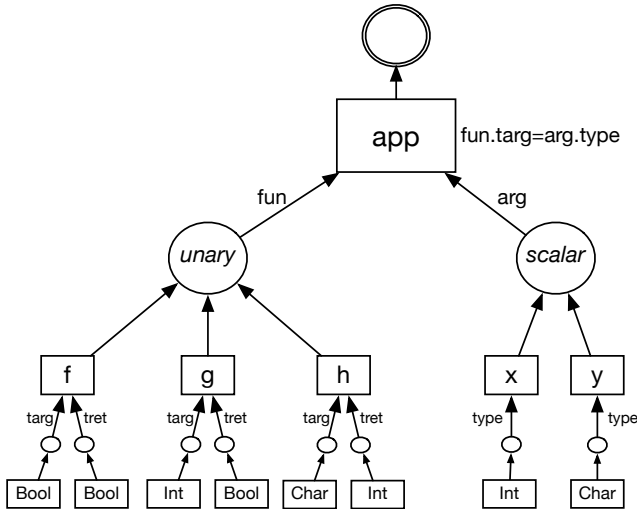 app
fun.targ=arg.type
fun
arg
unary
scalar
f
g
h
x
y
targ
tret
targ
tret
targ
tret
type
type
Bool
Bool
Int
Bool
Char
Int
Int
Char